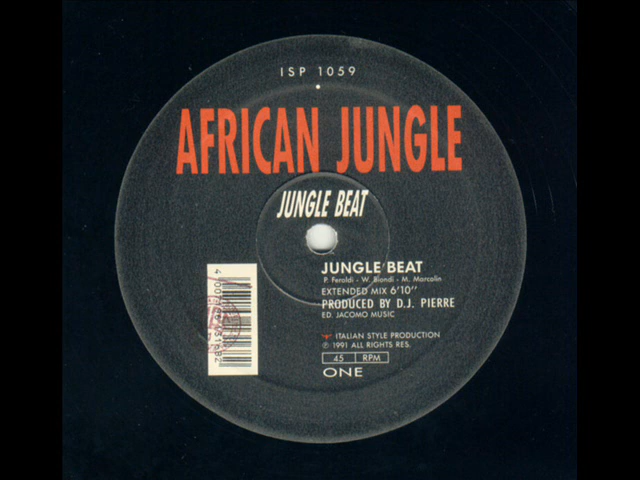 ISP 1059
AFRICAN JUNGLE
JUNGLE BEAT
JUNGLE BEAT
P. Feroldi - W. Biondi - M. Marcolin
EXTENDED MIX 6'10"
PRODUCED BY D.J. PIERRE
ED. JACOMO MUSIC
ITALIAN STYLE PRODUCTION
℗ 1991 ALL RIGHTS RES.
45 RPM
ONE